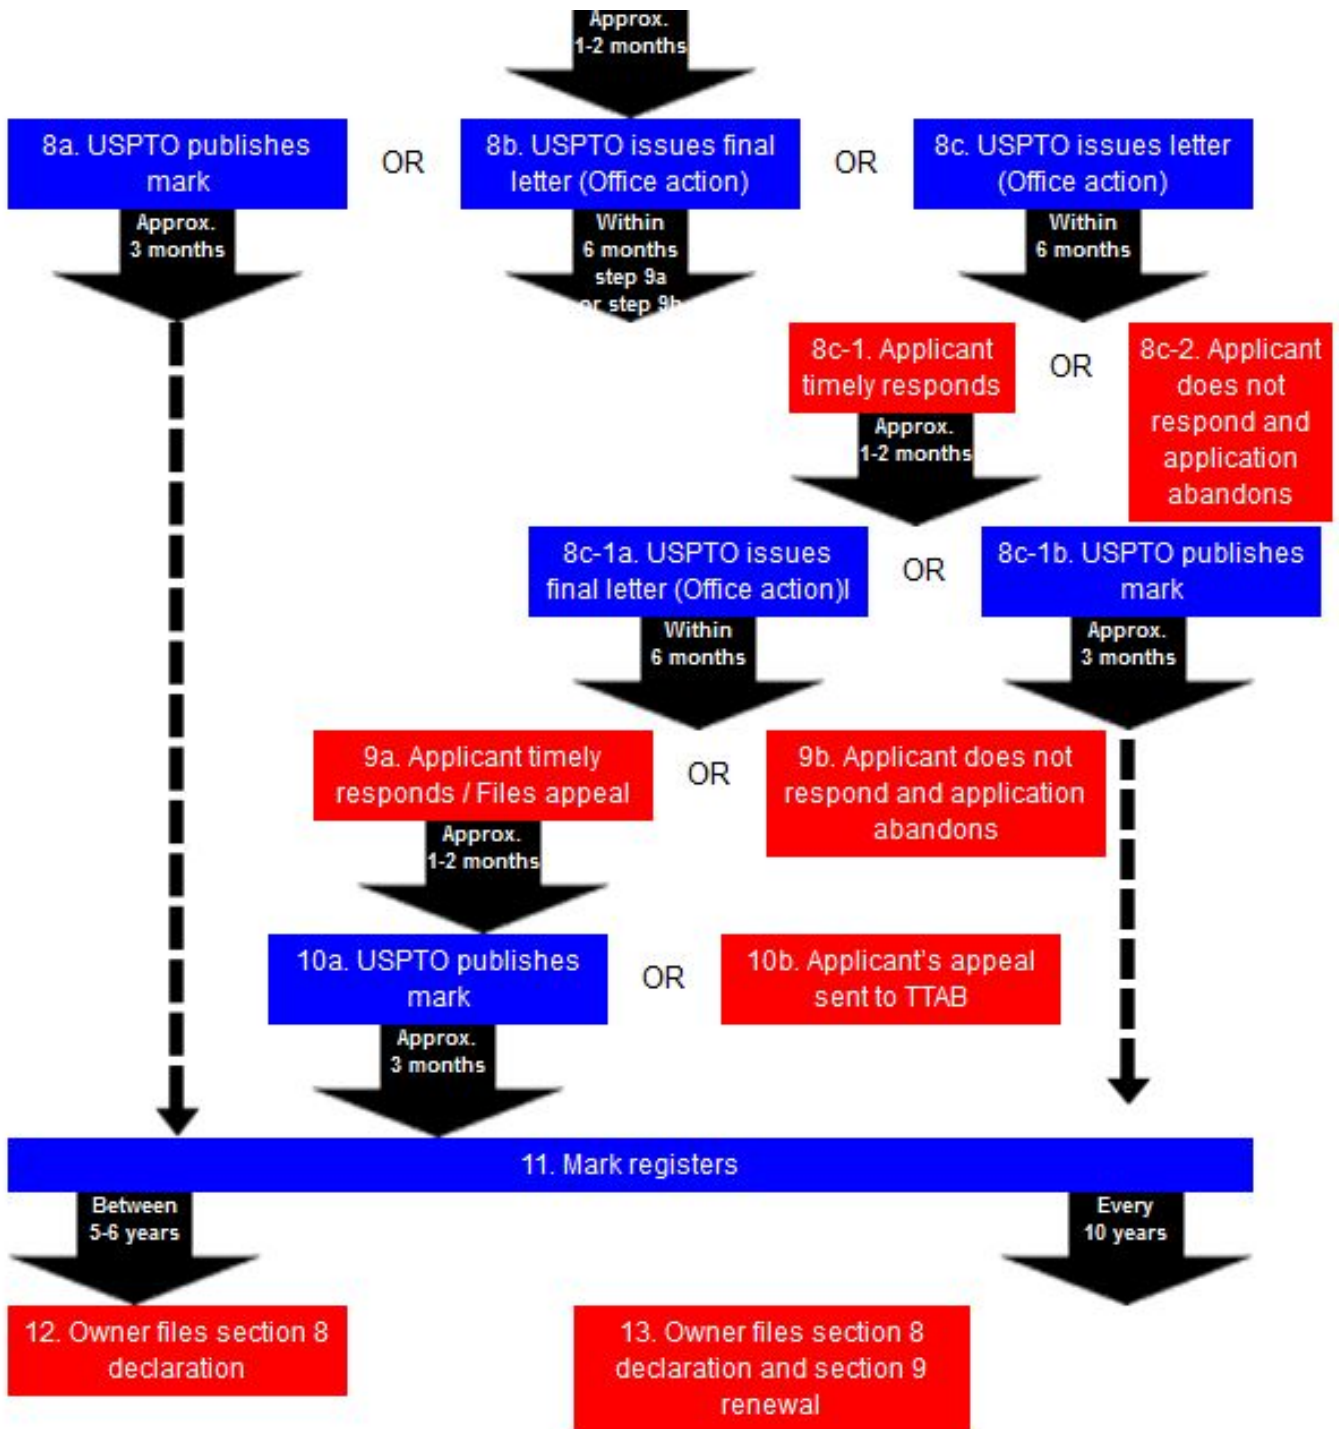 Approx.
1-2 months
8a. USPTO publishes
mark
OR
8b. USPTO issues final
letter (Office action)
OR
8c. USPTO issues letter
(Office action)
Approx.
3 months
Within
6 months
step 9a
or step 9b
Within
6 months
8c-1. Applicant
timely responds
OR
8c-2. Applicant
does not
respond and
application
abandons
Approx.
1-2 months
8c-1a. USPTO issues
final letter (Office action)l
OR
8c-1b. USPTO publishes
mark
Within
6 months
Approx.
3 months
9a. Applicant timely
responds / Files appeal
OR
9b. Applicant does not
respond and application
abandons
Approx.
1-2 months
10a. USPTO publishes
mark
OR
10b. Applicant's appeal
sent to TTAB
Approx.
3 months
11. Mark registers
Between
5-6 years
Every
10 years
12. Owner files section 8
declaration
13. Owner files section 8
declaration and section 9
renewal